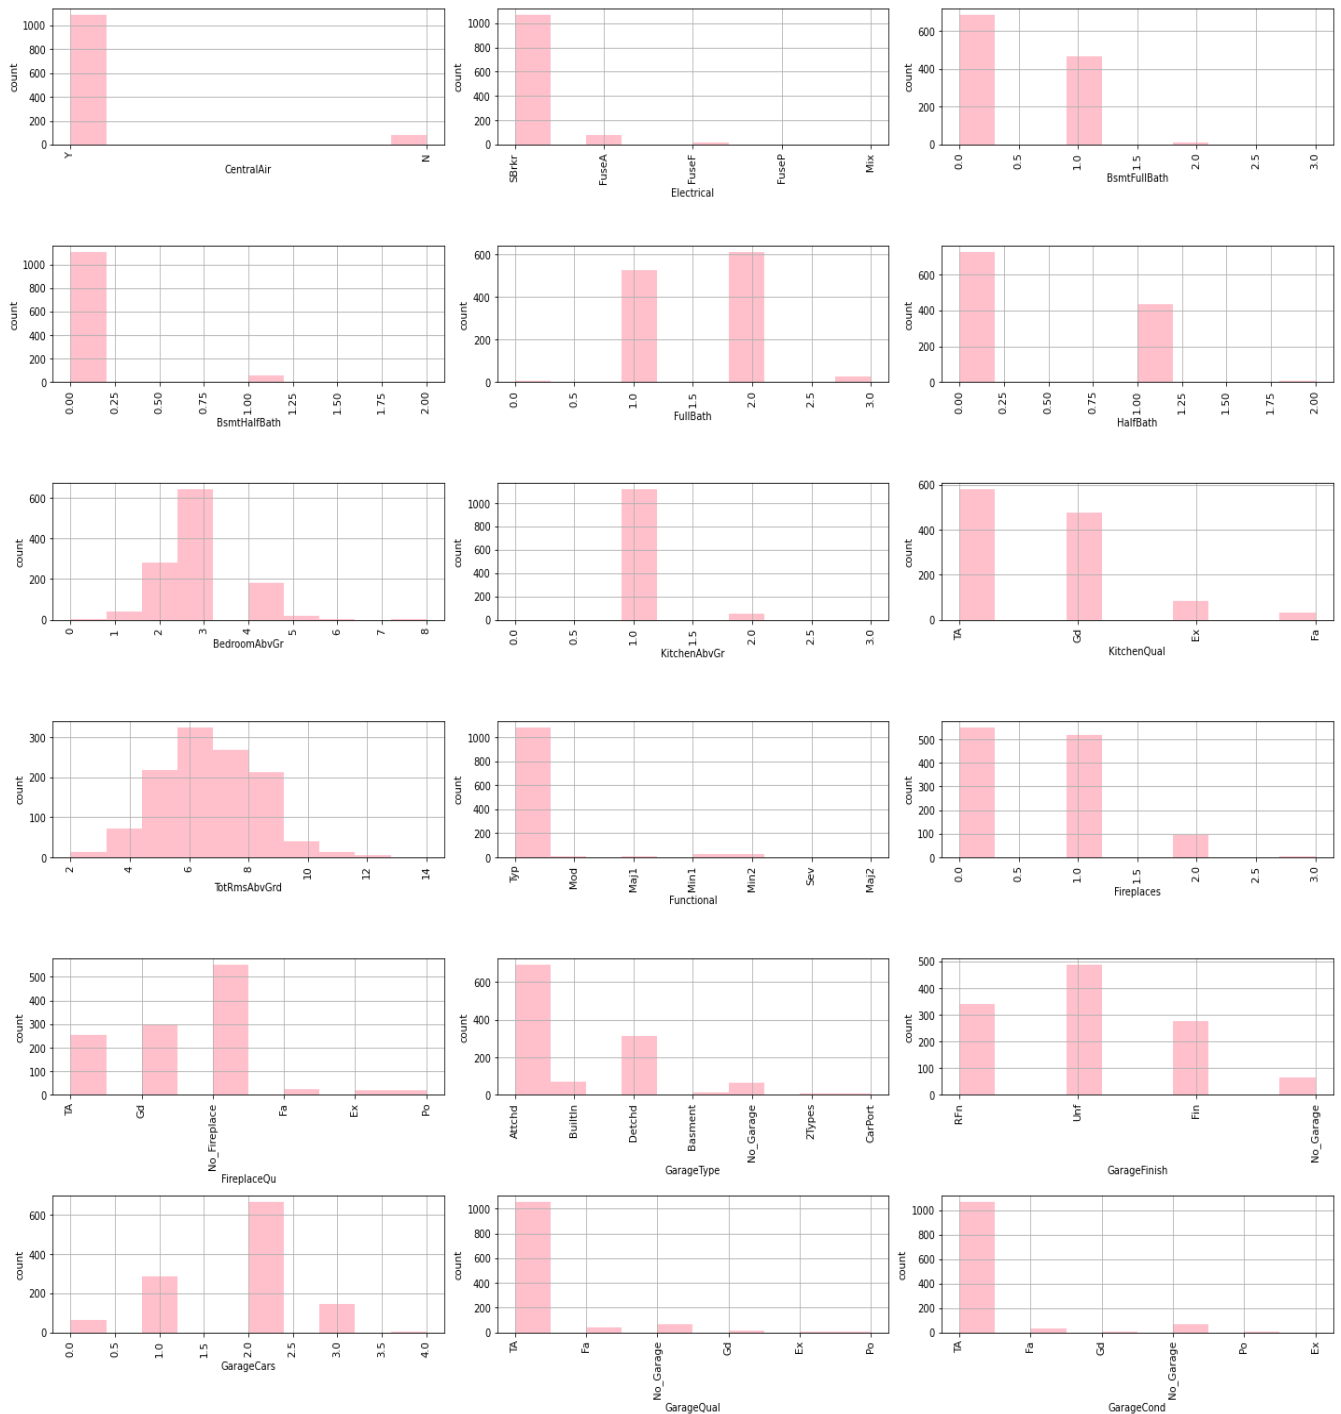 1000
800
600
400
200
0
count
Y
N
CentralAir
1000
800
600
400
200
0
count
SBrkr
FuseA
FuseF
FuseP
Mix
Electrical
600
400
200
0
count
0.0
0.5
1.0
1.5
2.0
2.5
3.0
BsmtFullBath
1000
800
600
400
200
0
count
0.00
0.25
0.50
0.75
1.00
1.25
1.50
1.75
2.00
BsmtHalfBath
600
400
200
0
count
0.0
0.5
1.0
1.5
2.0
2.5
3.0
FullBath
600
400
200
0
count
0.00
0.25
0.50
0.75
1.00
1.25
1.50
1.75
2.00
HalfBath
600
400
200
0
count
0
1
2
3
4
5
6
7
8
BedroomAbvGr
1000
800
600
400
200
0
count
0.0
0.5
1.0
1.5
2.0
2.5
3.0
KitchenAbvGr
600
400
200
0
count
TA
Gd
Ex
Fa
KitchenQual
300
200
100
0
count
2
4
6
8
10
12
14
TotRmsAbvGrd
1000
800
600
400
200
0
count
Typ
Mod
Maj1
Min1
Min2
Sev
Maj2
Functional
500
400
300
200
100
0
count
0.0
0.5
1.0
1.5
2.0
2.5
3.0
Fireplaces
500
400
300
200
100
0
count
TA
Gd
No_Fireplace
Fa
Ex
Po
FireplaceQu
600
400
200
0
count
Attchd
BuiltIn
Detchd
Basment
No_Garage
2Types
CarPort
GarageType
500
400
300
200
100
0
count
RFn
Unf
Fin
No_Garage
GarageFinish
600
400
200
0
count
0.0
0.5
1.0
1.5
2.0
2.5
3.0
3.5
4.0
GarageCars
1000
800
600
400
200
0
count
TA
Fa
No_Garage
Gd
Ex
Po
GarageQual
1000
800
600
400
200
0
count
TA
Fa
Gd
No_Garage
Po
Ex
GarageCond